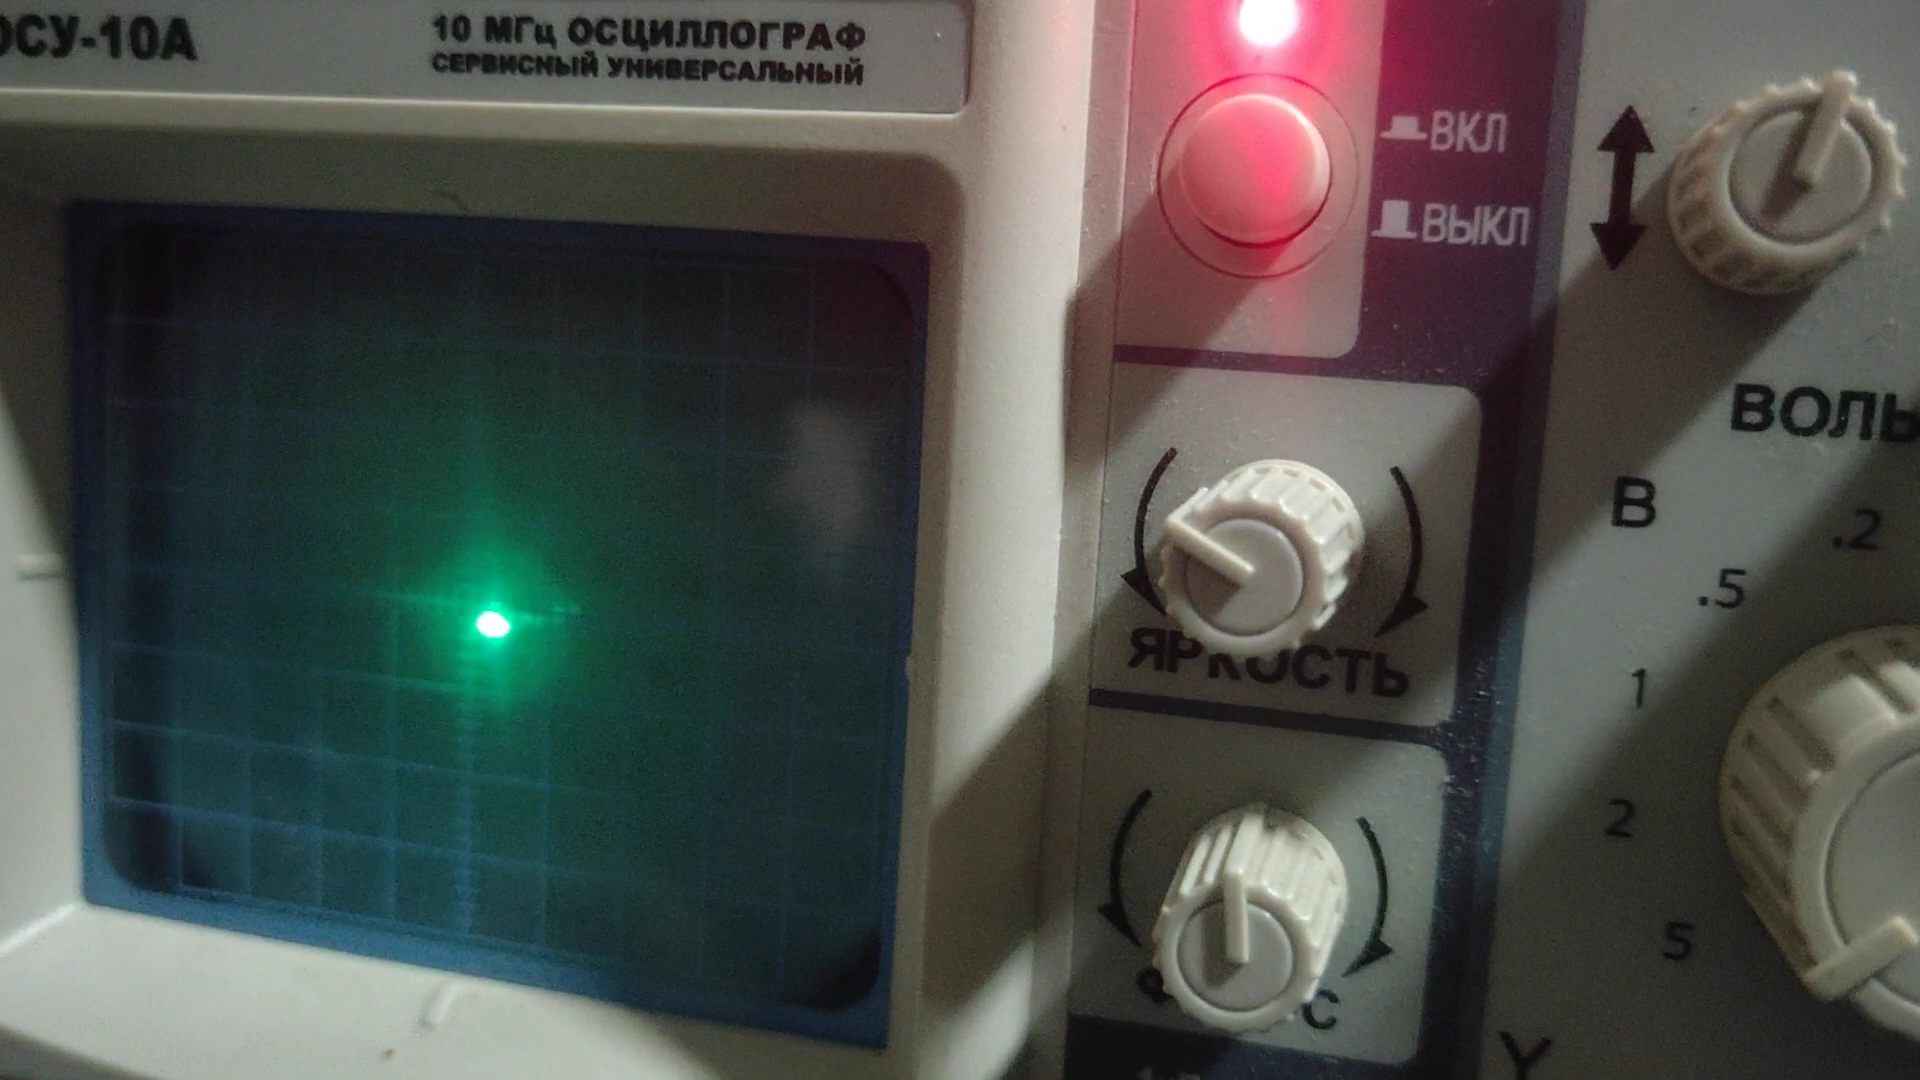 ОСУ-10А
10 МГц ОСЦИЛЛОГРАФ
СЕРВИСНЫЙ УНИВЕРСАЛЬНЫЙ
ВКЛ
ВЫКЛ
ЯРКОСТЬ
ВОЛЬ
В
.2
.5
1
2
5
Y